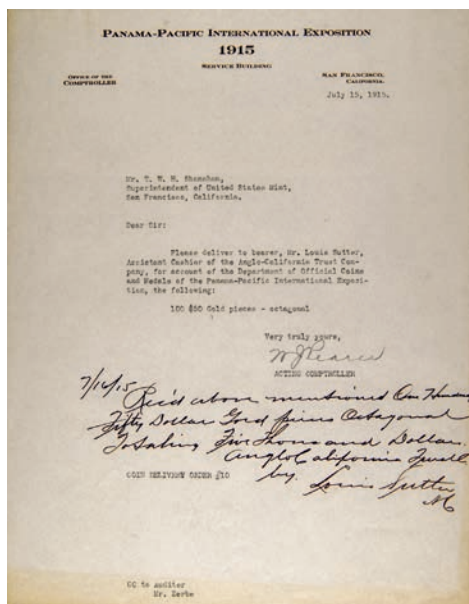 PANAMA-PACIFIC INTERNATIONAL EXPOSITION
1915
SERVICE BUILDING
OFFICE OF THE
COMPTROLLER
SAN FRANCISCO,
CALIFORNIA.
July 15, 1915.
Mr. T. W. H. Shanahan,
Superintendent of United States Mint,
San Francisco, California.
Dear Sir:
Please deliver to bearer, Mr. Louis Sutter,
Assistant Cashier of the Anglo-California Trust Com-
pany, for account of the Department of Official Coins
and Medals of the Panama-Pacific International Exposi-
tion, the following:
100 $50 Gold pieces - octagonal
Very truly yours,
W J Pearce
ACTING COMPTROLLER
7/16/15
Rec'd above mentioned One Hundred
Fifty Dollar Gold pieces Octagonal
Totaling Five Thousand Dollars.
Anglo California Trust
by Louis Sutter
COIN DELIVERY ORDER #10
CC to Auditor
Mr. Zerbe